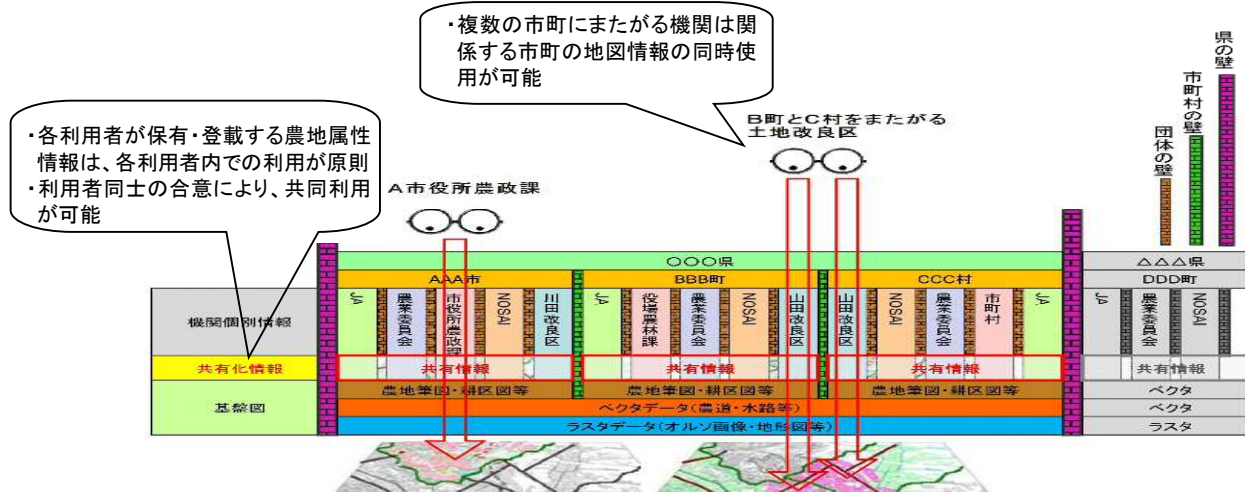 ・複数の市町にまたがる機関は関
係する市町の地図情報の同時使
用が可能
・各利用者が保有・登載する農地属性
情報は、各利用者内での利用が原則
・利用者同士の合意により、共同利用
が可能
A市役所農政課
B町とC村をまたがる
土地改良区
団体の壁
市町村の壁
県の壁
〇〇〇県
△△△県
AAA市
BBB町
CCC村
DDD町
機関個別情報
JA
農業委員会
市役所農政課
NOSAI
川田改良区
JA
役場農林課
農業委員会
NOSAI
山田改良区
山田改良区
NOSAI
農業委員会
市町村
JA
JA
農業委員会
NOSAI
共有化情報
共有情報
共有情報
共有情報
共有情報
基盤図
農地筆図・耕区図等
農地筆図・耕区図等
農地筆図・耕区図等
ベクタ
ベクタデータ(農道・水路等)
ベクタ
ラスタデータ(オルソ画像・地形図等)
ラスタ